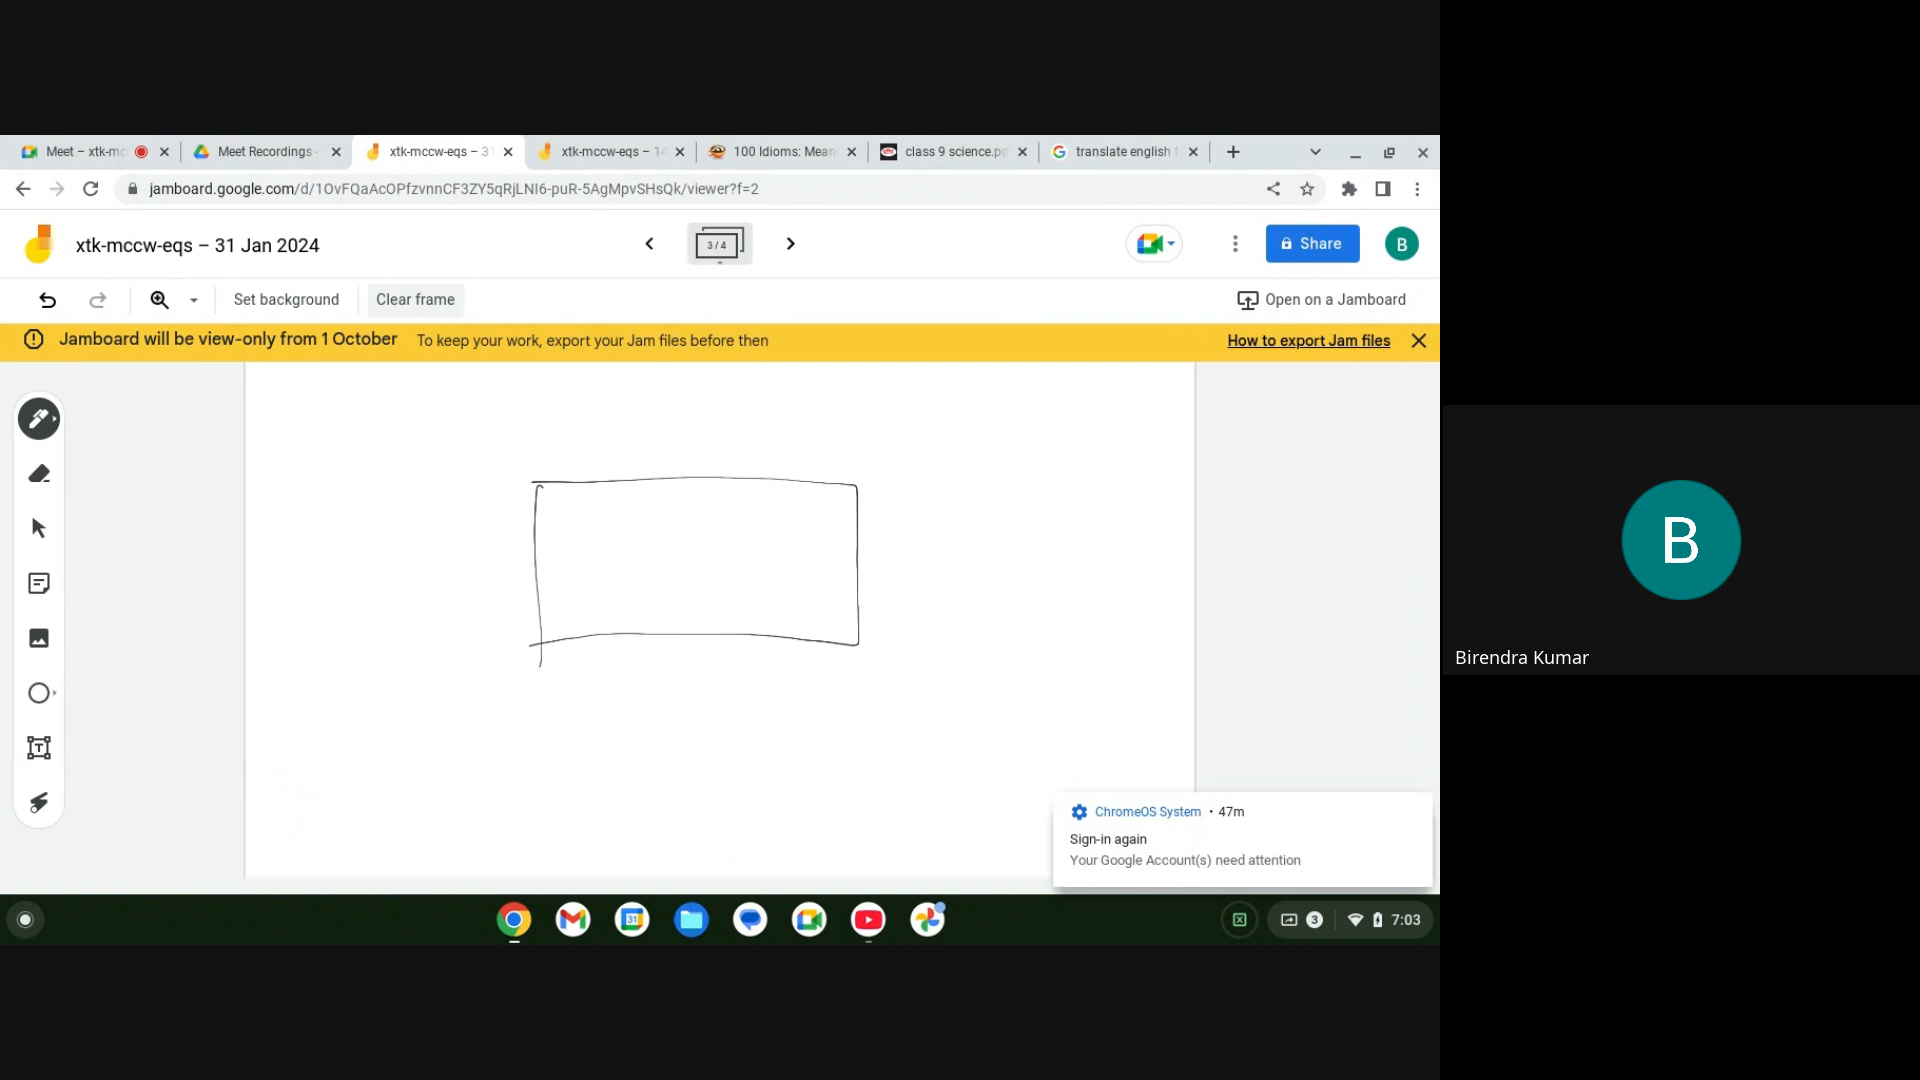 Meet – xtk-mc
Meet Recordings -
xtk-mccw-eqs – 31
xtk-mccw-eqs – 14
100 Idioms: Mean
class 9 science.pd
translate english t
jamboard.google.com/d/1OvFQaAcOPfzvnnCF3ZY5qRjLNI6-puR-5AgMpvSHsQk/viewer?f=2
xtk-mccw-eqs – 31 Jan 2024
3 / 4
Share
B
Set background
Clear frame
Open on a Jamboard
Jamboard will be view-only from 1 October
To keep your work, export your Jam files before then
How to export Jam files
B
Birendra Kumar
ChromeOS System • 47m
Sign-in again
Your Google Account(s) need attention
31
3
7:03